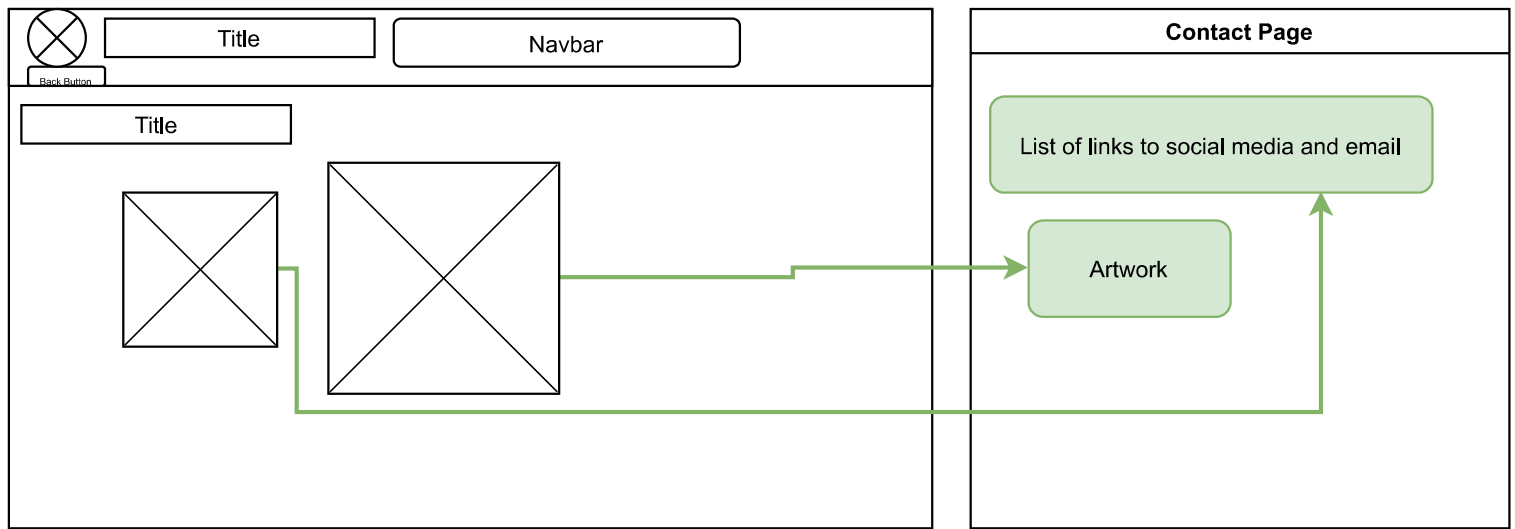 Title
Navbar
Back Button
Title
Contact Page
List of links to social media and email
Artwork